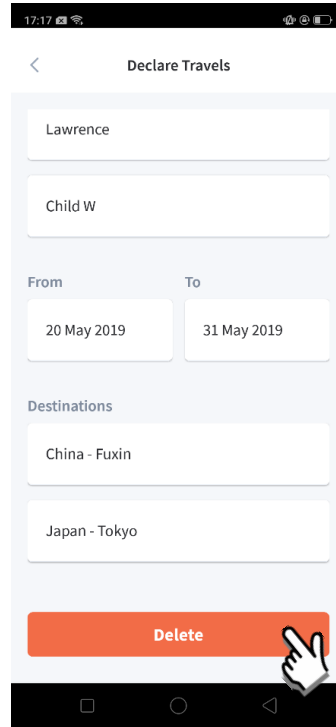 17:17
Declare Travels
Lawrence
Child W
From To
20 May 2019 31 May 2019
Destinations
China - Fuxin
Japan - Tokyo
Delete